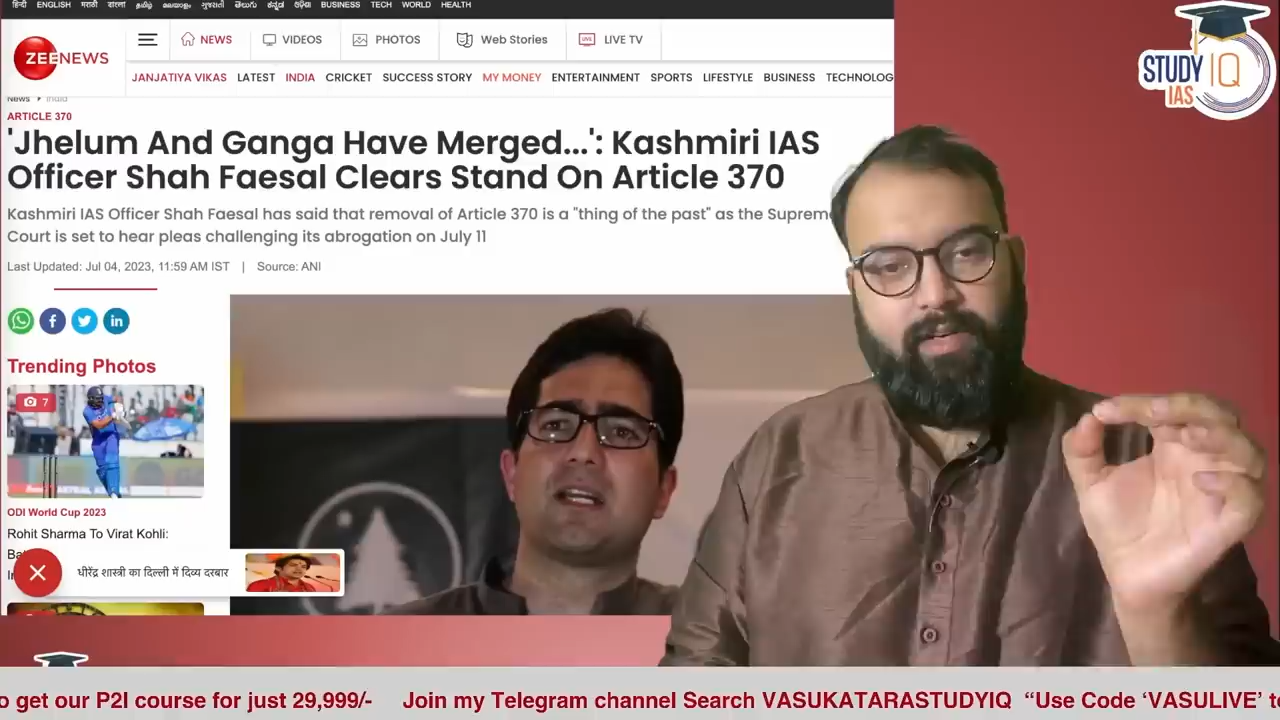 हिन्दी ENGLISH मराठी বাংলা தமிழ் മലയാളം ગુજરાતી తెలుగు ಕನ್ನಡ ଓଡ଼ିଆ BUSINESS TECH WORLD HEALTH
ZEENEWS
NEWS VIDEOS PHOTOS Web Stories LIVE TV
JANJATIYA VIKAS LATEST INDIA CRICKET SUCCESS STORY MY MONEY ENTERTAINMENT SPORTS LIFESTYLE BUSINESS TECHNOLOG
News India
ARTICLE 370
'Jhelum And Ganga Have Merged...': Kashmiri IAS
Officer Shah Faesal Clears Stand On Article 370
Kashmiri IAS Officer Shah Faesal has said that removal of Article 370 is a "thing of the past" as the Supreme
Court is set to hear pleas challenging its abrogation on July 11
Last Updated: Jul 04, 2023, 11:59 AM IST | Source: ANI
Trending Photos
7
ODI World Cup 2023
Rohit Sharma To Virat Kohli:
धीरेंद्र शास्त्री का दिल्ली में दिव्य दरबार
STUDY IQ
IAS
o get our P2I course for just 29,999/- Join my Telegram channel Search VASUKATARASTUDYIQ “Use Code ‘VASULIVE’ t